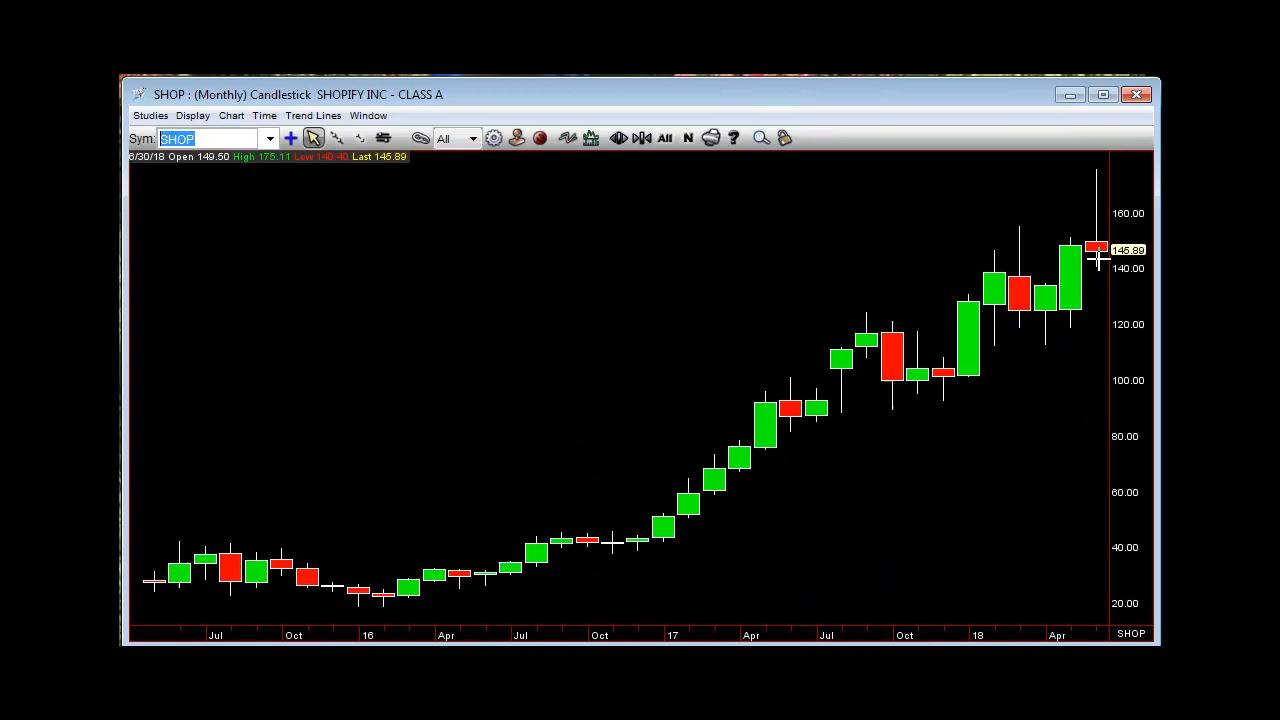 SHOP : (Monthly) Candlestick SHOPIFY INC - CLASS A
Studies Display Chart Time Trend Lines Window
Sym: SHOP All All N ?
6/30/18 Open 149.50 High 175.11 Low 140.40 Last 145.89
160.00
145.89
140.00
120.00
100.00
80.00
60.00
40.00
20.00
Jul Oct 16 Apr Jul Oct 17 Apr Jul Oct 18 Apr SHOP